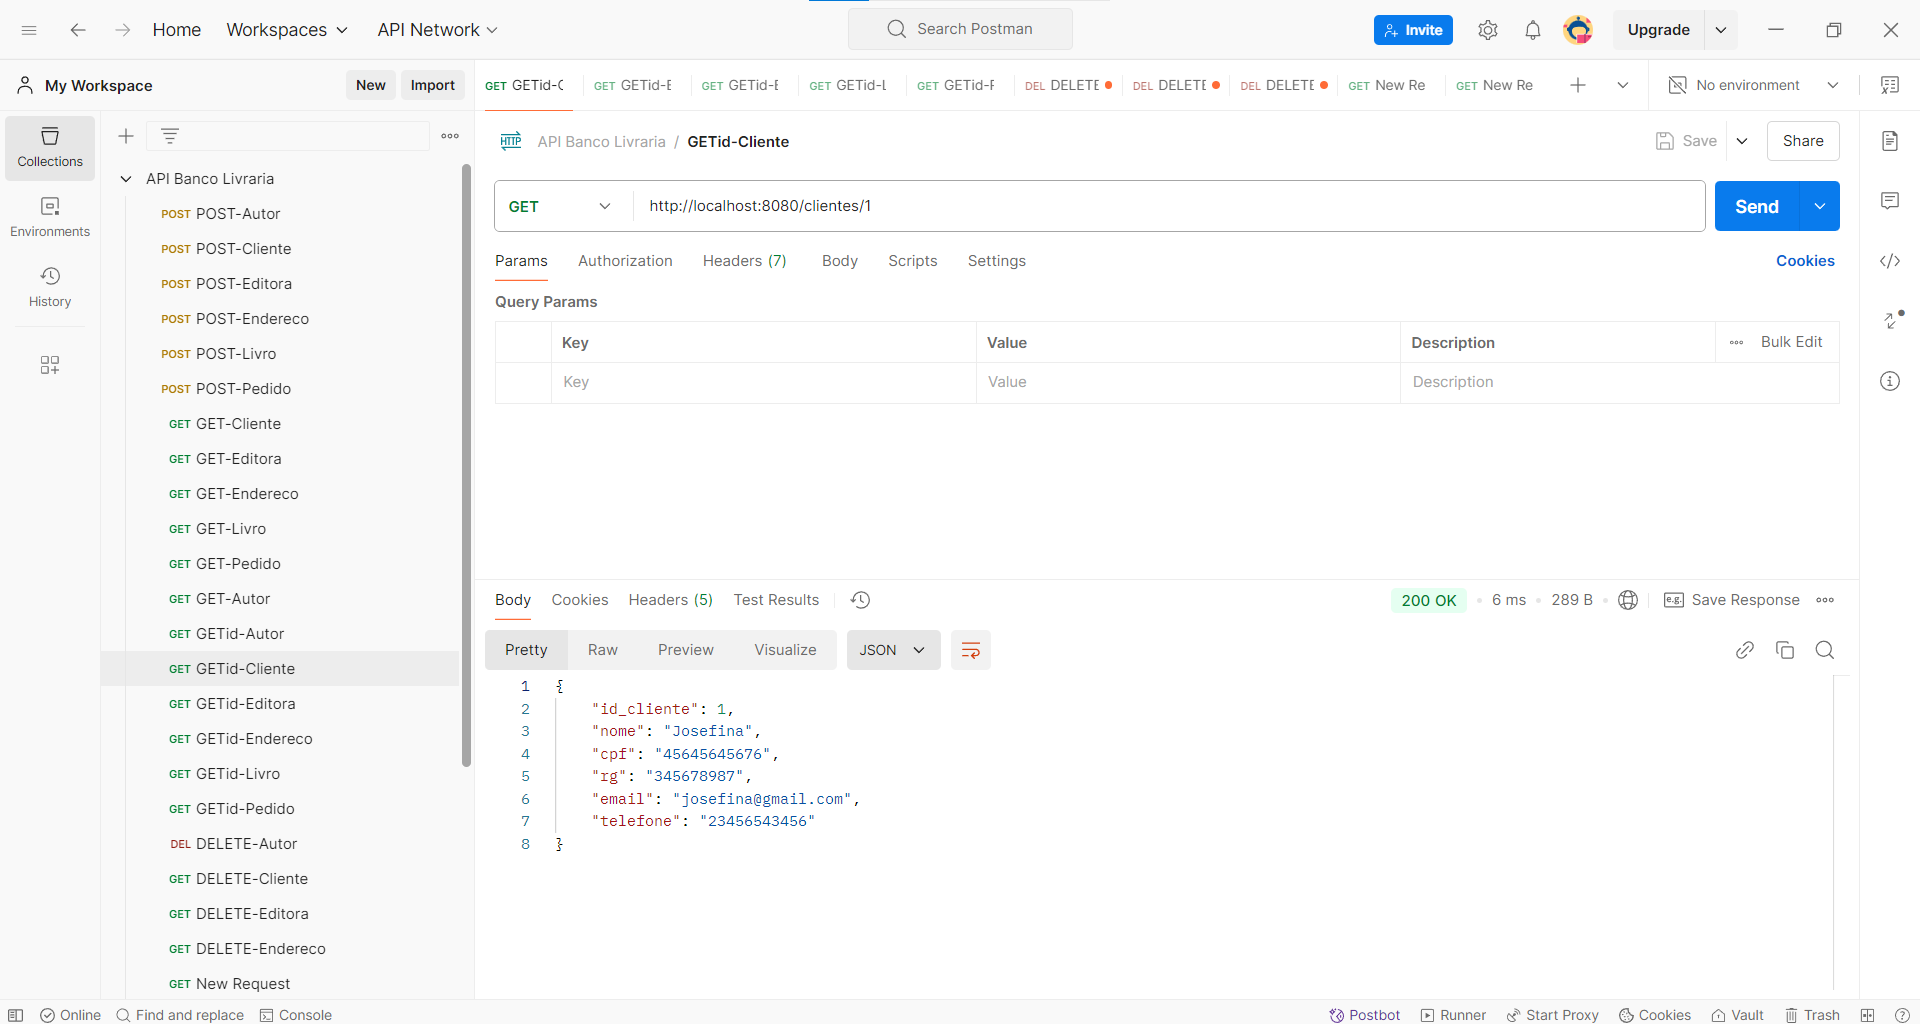 Home Workspaces API Network Search Postman Invite Upgrade
My Workspace New Import
GET GETid-C GET GETid-E GET GETid-E GET GETid-L GET GETid-F DEL DELETE DEL DELETE DEL DELETE GET New Re GET New Re No environment
Collections
Environments
History
API Banco Livraria
POST POST-Autor
POST POST-Cliente
POST POST-Editora
POST POST-Endereco
POST POST-Livro
POST POST-Pedido
GET GET-Cliente
GET GET-Editora
GET GET-Endereco
GET GET-Livro
GET GET-Pedido
GET GET-Autor
GET GETid-Autor
GET GETid-Cliente
GET GETid-Editora
GET GETid-Endereco
GET GETid-Livro
GET GETid-Pedido
DEL DELETE-Autor
GET DELETE-Cliente
GET DELETE-Editora
GET DELETE-Endereco
GET New Request
HTTP API Banco Livraria / GETid-Cliente Save Share
GET http://localhost:8080/clientes/1 Send
Params Authorization Headers (7) Body Scripts Settings Cookies
Query Params
Key Value Description Bulk Edit
Key Value Description
Body Cookies Headers (5) Test Results 200 OK 6 ms 289 B e.g. Save Response
Pretty Raw Preview Visualize JSON
1 {
2 "id_cliente": 1,
3 "nome": "Josefina",
4 "cpf": "45645645676",
5 "rg": "345678987",
6 "email": "josefina@gmail.com",
7 "telefone": "23456543456"
8 }
Online Find and replace Console Postbot Runner Start Proxy Cookies Vault Trash